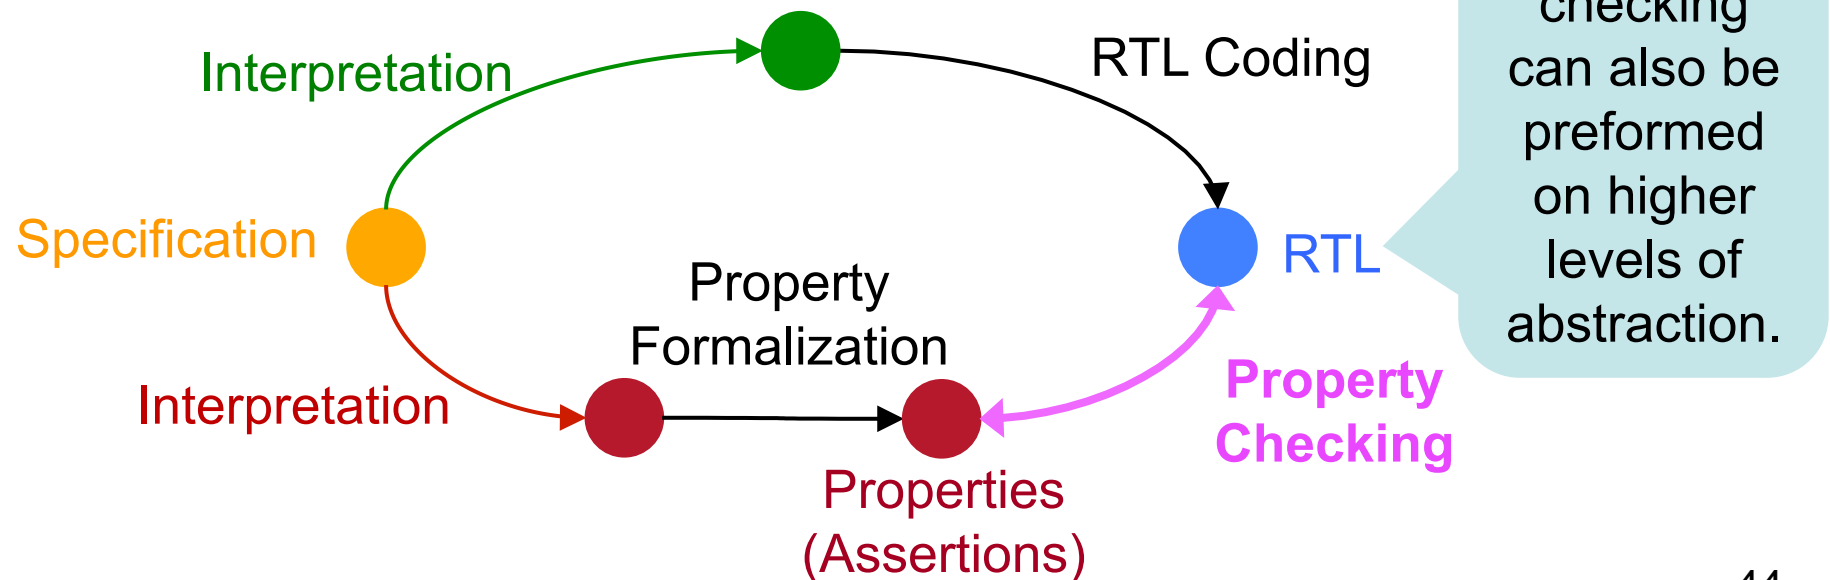 Interpretation
RTL Coding
checking
can also be
preformed
on higher
levels of
abstraction.
Specification
RTL
Property
Formalization
Interpretation
Property
Checking
Properties
(Assertions)